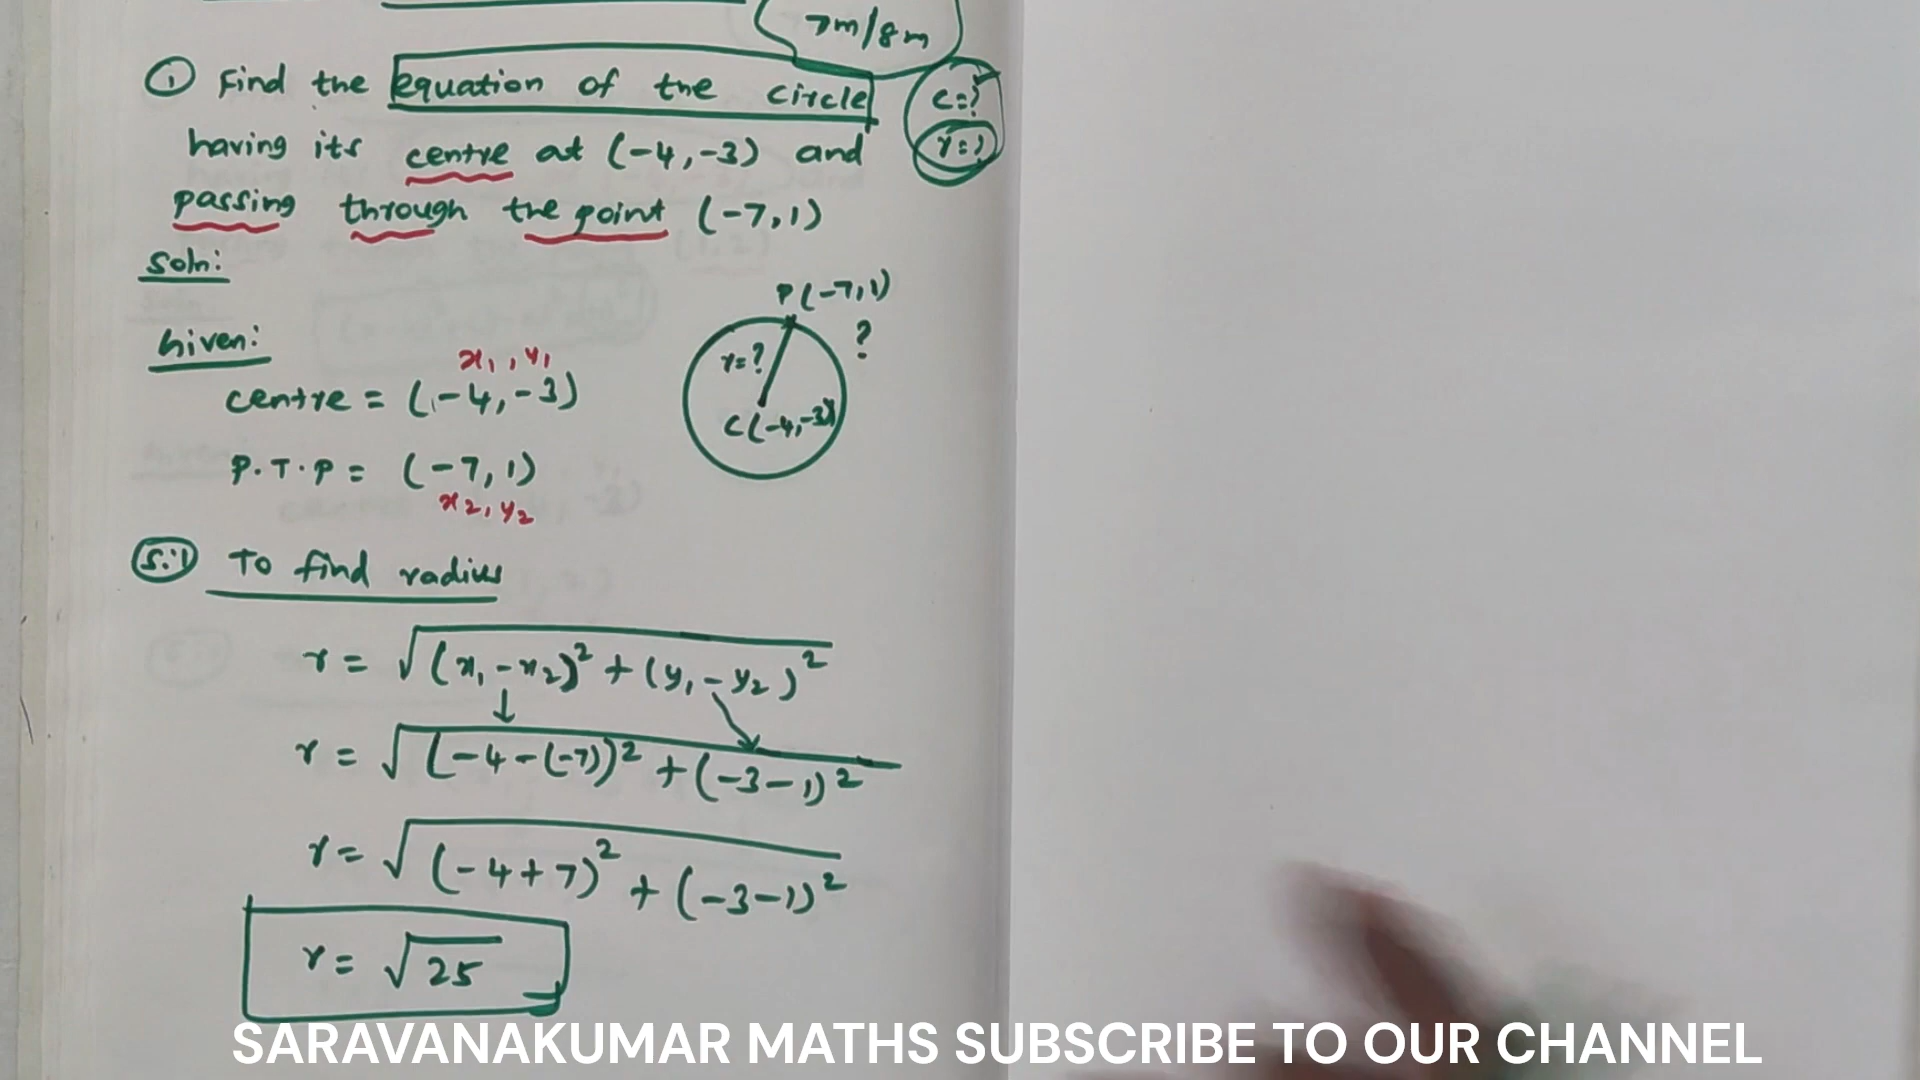 7m/8m
① Find the equation of the circle
having its centre at (-4,-3) and
passing through the point (-7,1)
c=?
r=?
Soln:
Given:
x₁, y₁
centre = (-4,-3)
P.T.P = (-7,1)
x₂, y₂
P(-7,1)
?
r=?
C(-4,-3)
S:1 To find radius
r = √(x₁-x₂)² + (y₁-y₂)²
r = √(-4-(-7))² + (-3-1)²
r = √(-4+7)² + (-3-1)²
r = √25
SARAVANAKUMAR MATHS SUBSCRIBE TO OUR CHANNEL